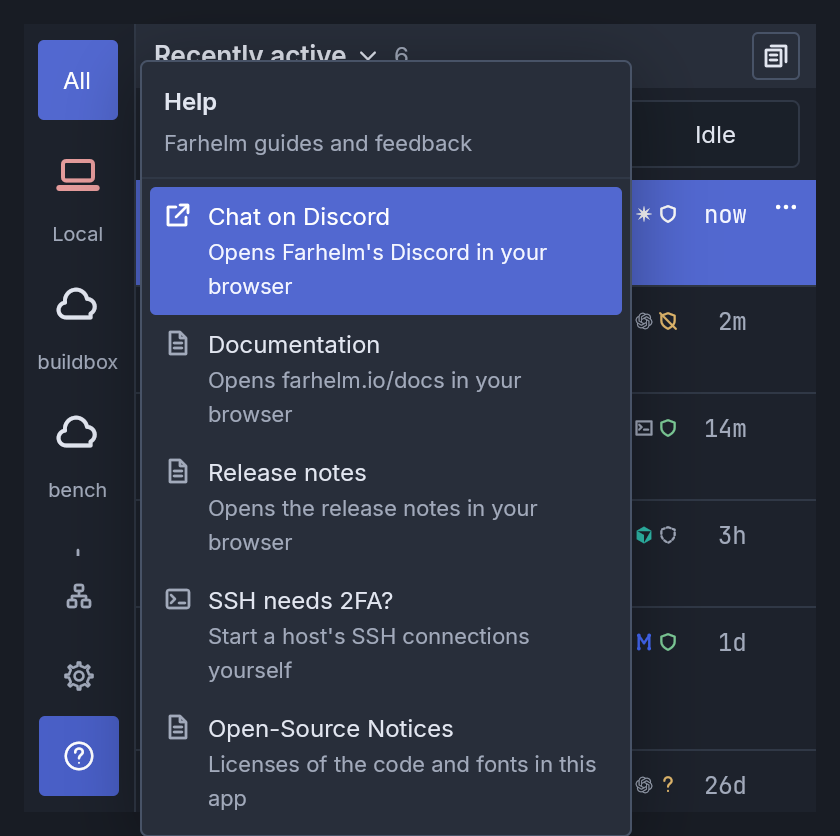 All
Recently active 6
Help
Farhelm guides and feedback
Idle
Chat on Discord
Opens Farhelm's Discord in your
browser
now
Local
Documentation
Opens farhelm.io/docs in your
browser
2m
buildbox
Release notes
Opens the release notes in your
browser
14m
bench
3h
SSH needs 2FA?
Start a host's SSH connections
yourself
1d
Open-Source Notices
Licenses of the code and fonts in this
app
26d